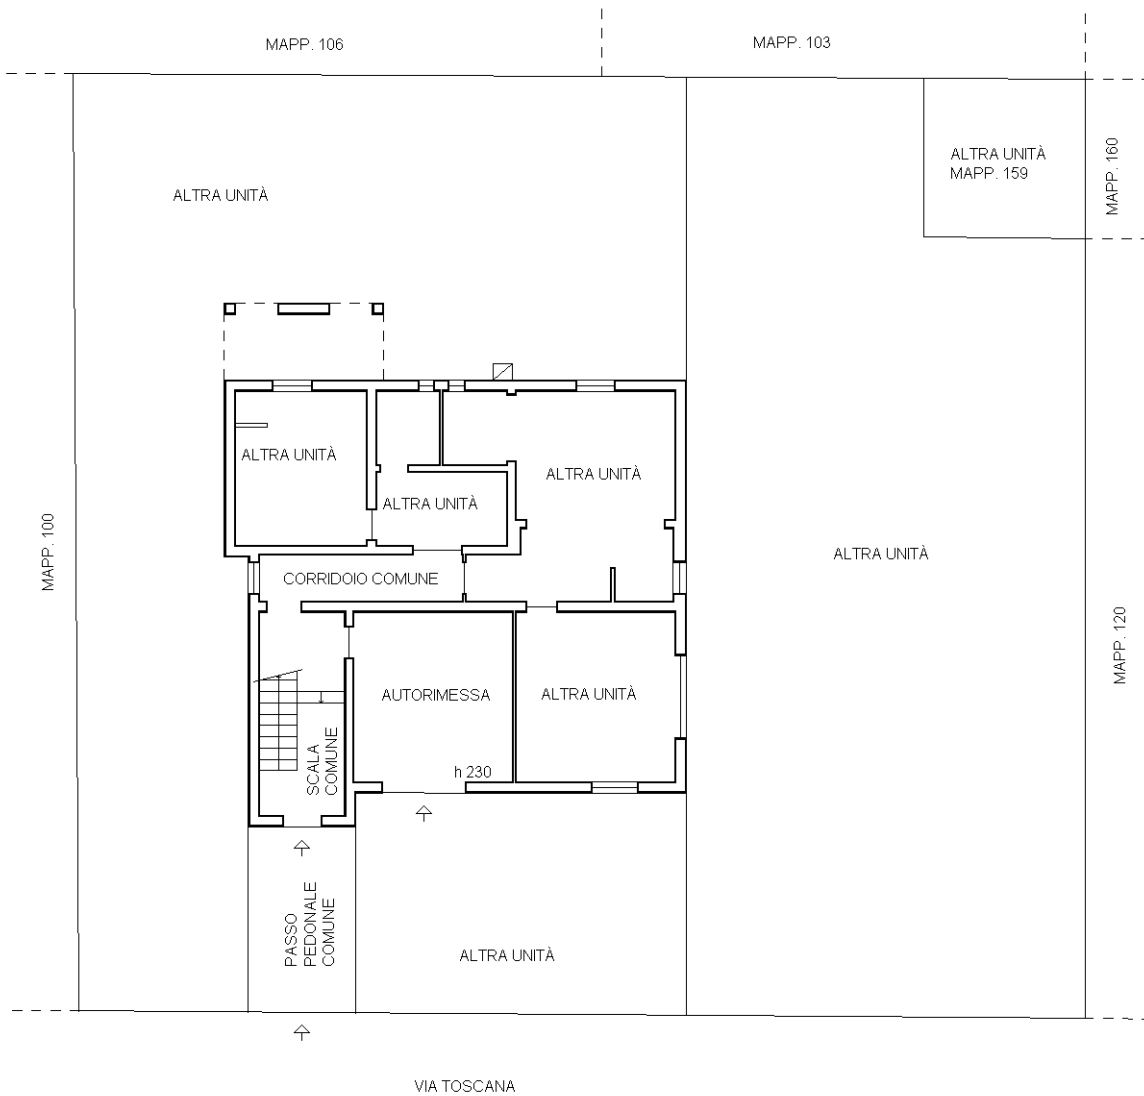 MAPP. 106
MAPP. 103
ALTRA UNITÀ
MAPP. 159
MAPP. 160
ALTRA UNITÀ
ALTRA UNITÀ
ALTRA UNITÀ
ALTRA UNITÀ
MAPP. 100
ALTRA UNITÀ
CORRIDOIO COMUNE
MAPP. 120
AUTORIMESSA
ALTRA UNITÀ
SCALA
COMUNE
h 230
PASSO
PEDONALE
COMUNE
ALTRA UNITÀ
VIA TOSCANA